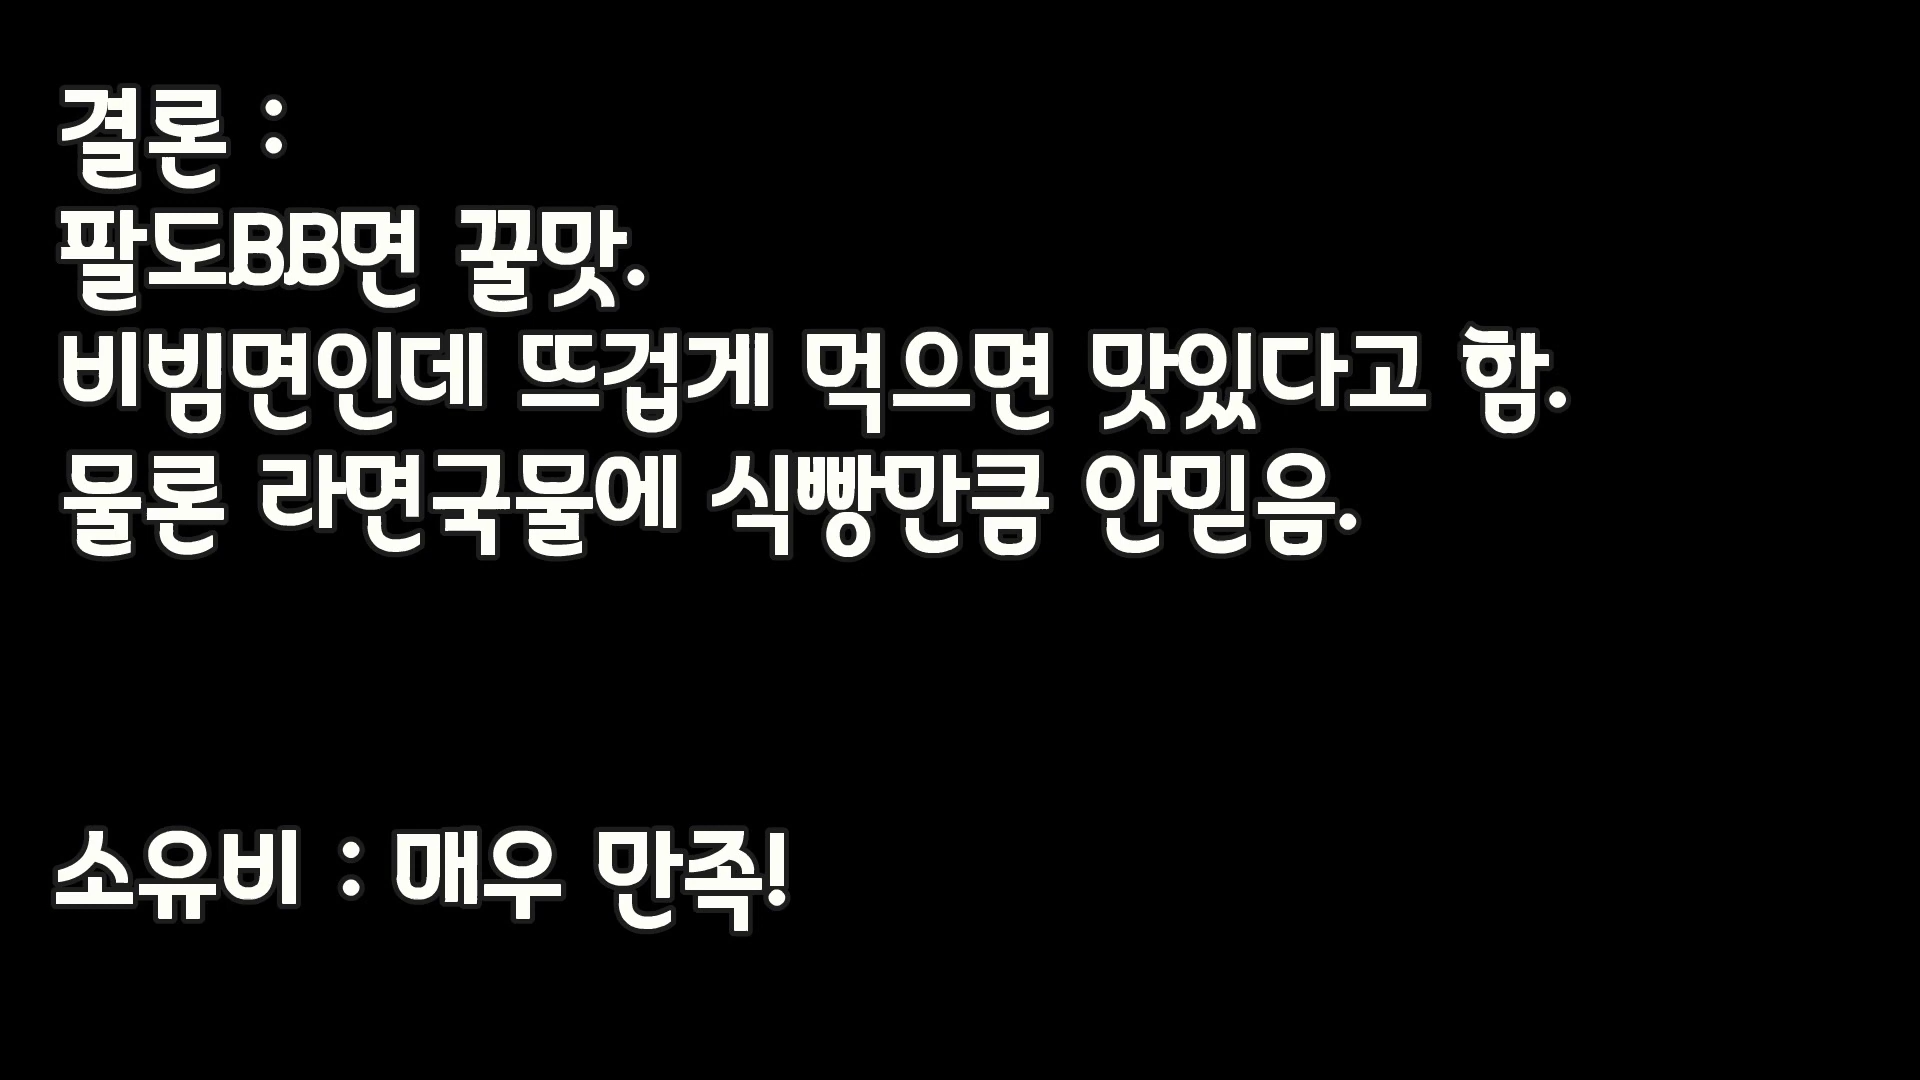 결론 :
팔도BB면 꿀맛.
비빔면인데 뜨겁게 먹으면 맛있다고 함.
물론 라면국물에 식빵만큼 안믿음.
소유비 : 매우 만족!